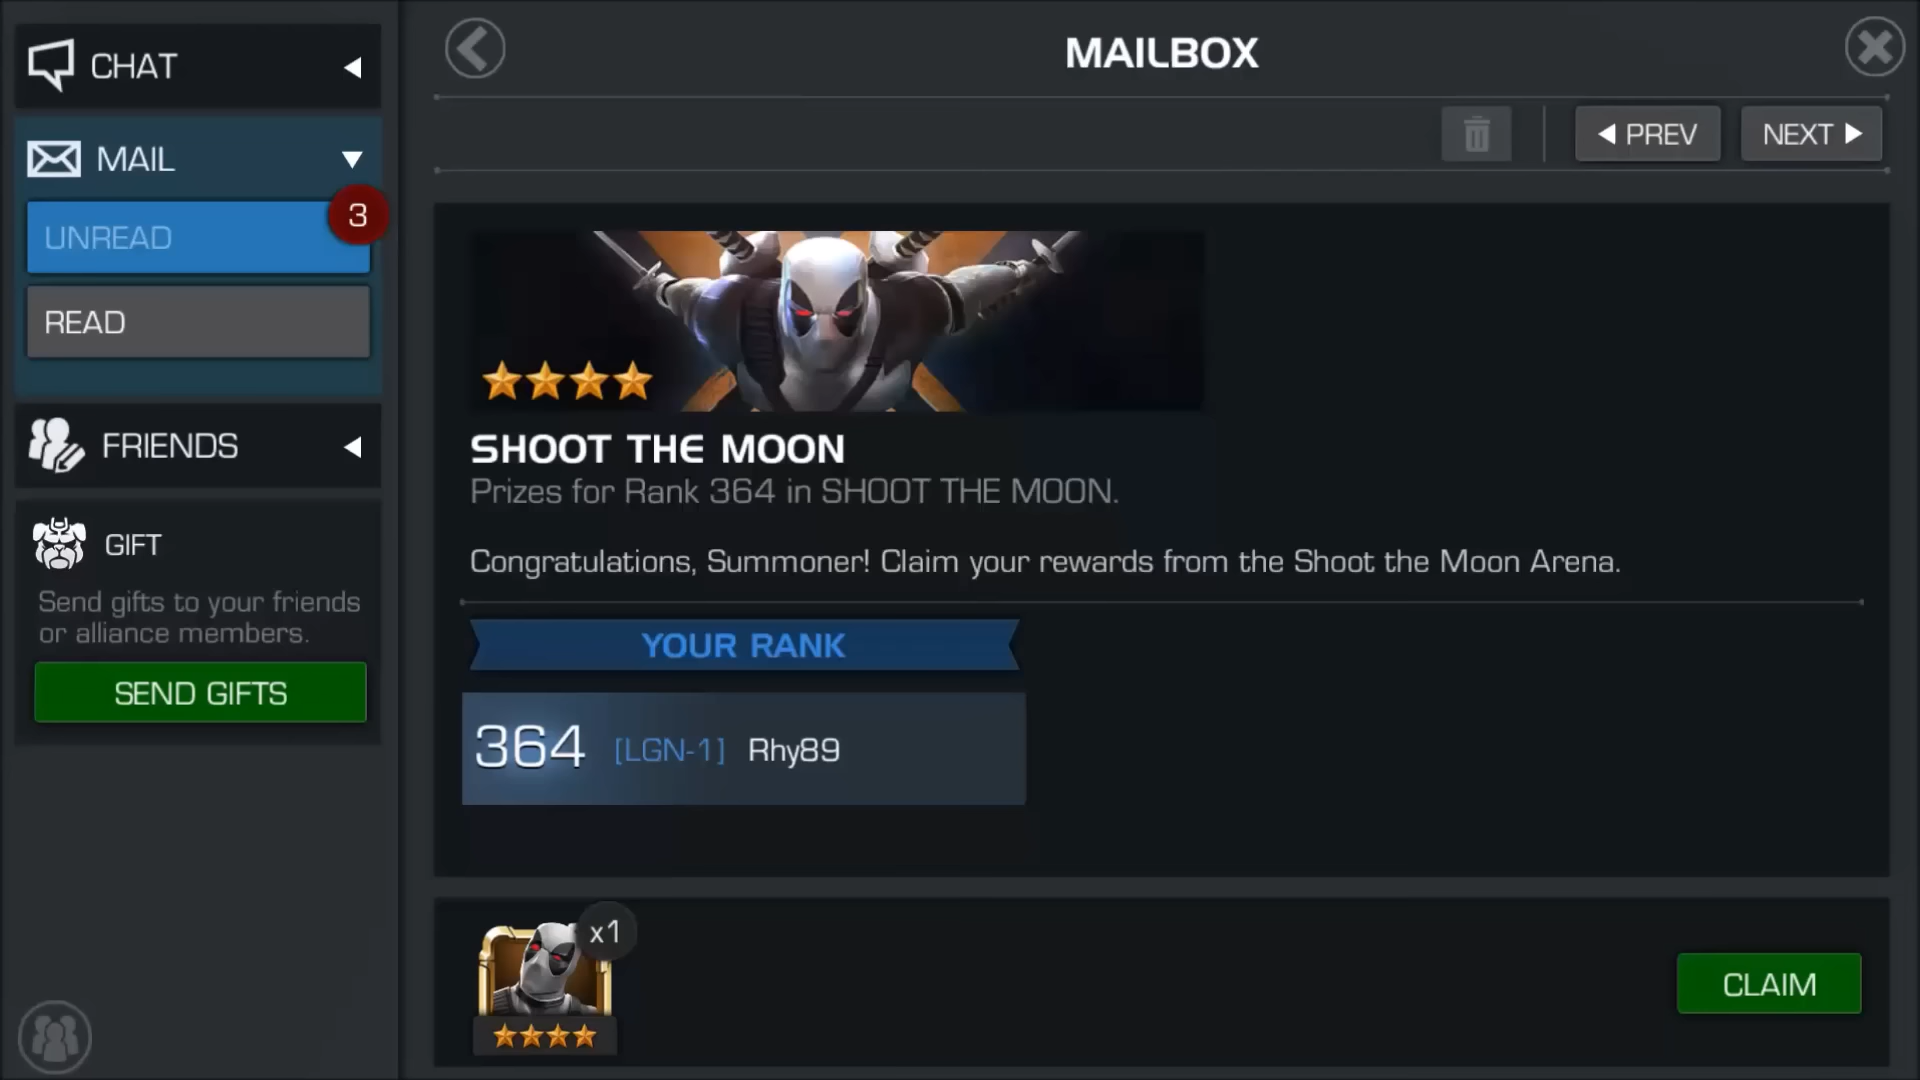 CHAT
MAIL
3
UNREAD
READ
FRIENDS
GIFT
Send gifts to your friends
or alliance members.
SEND GIFTS
MAILBOX
PREV
NEXT
SHOOT THE MOON
Prizes for Rank 364 in SHOOT THE MOON.
Congratulations, Summoner! Claim your rewards from the Shoot the Moon Arena.
YOUR RANK
364 [LGN-1] Rhy89
x1
CLAIM